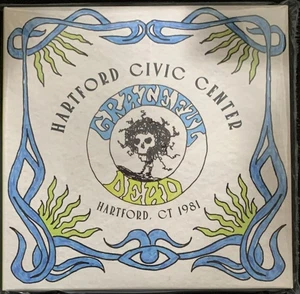 HARTFORD CIVIC CENTER
GRATEFUL
DEAD
HARTFORD, CT 1981